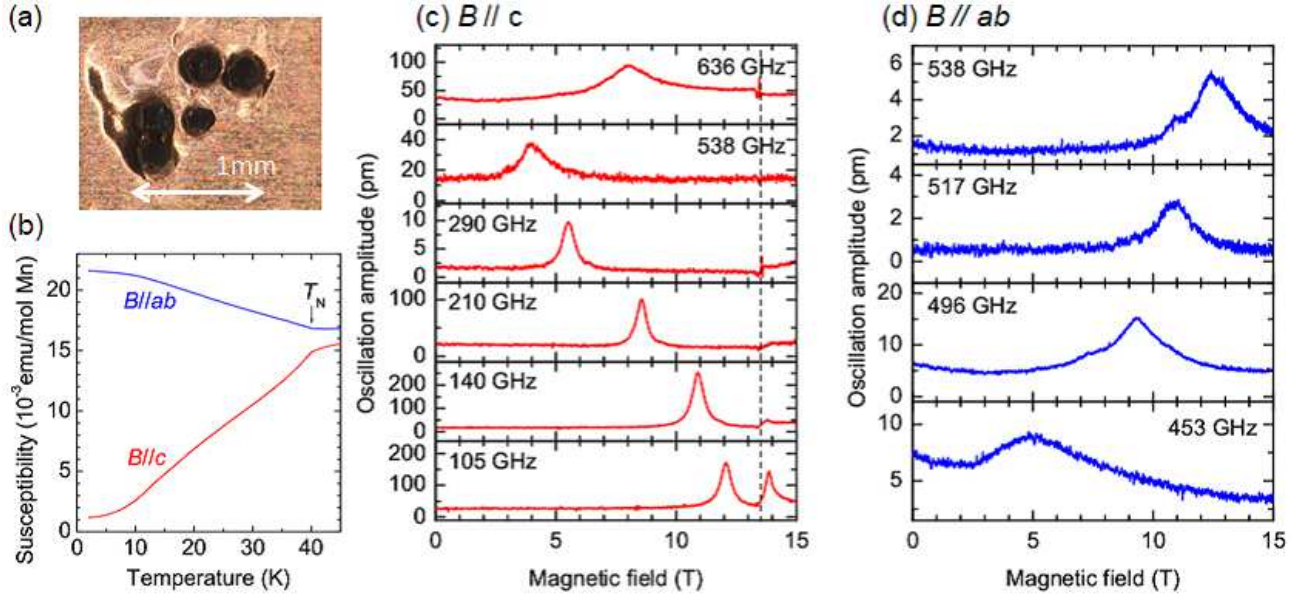 (a)
1mm
(b)
Susceptibility (10⁻³emu/mol Mn)
20
15
10
5
0
B//ab
T_N
B//c
0 10 20 30 40
Temperature (K)
(c) B // c
Oscillation amplitude (pm)
100
50
0
636 GHz
40
20
0
538 GHz
10
5
0
290 GHz
100
0
210 GHz
200
100
0
140 GHz
200
100
0
105 GHz
0 5 10 15
Magnetic field (T)
(d) B // ab
Oscillation amplitude (pm)
6
4
2
538 GHz
4
2
0
517 GHz
20
10
0
496 GHz
10
5
453 GHz
0 5 10 15
Magnetic field (T)